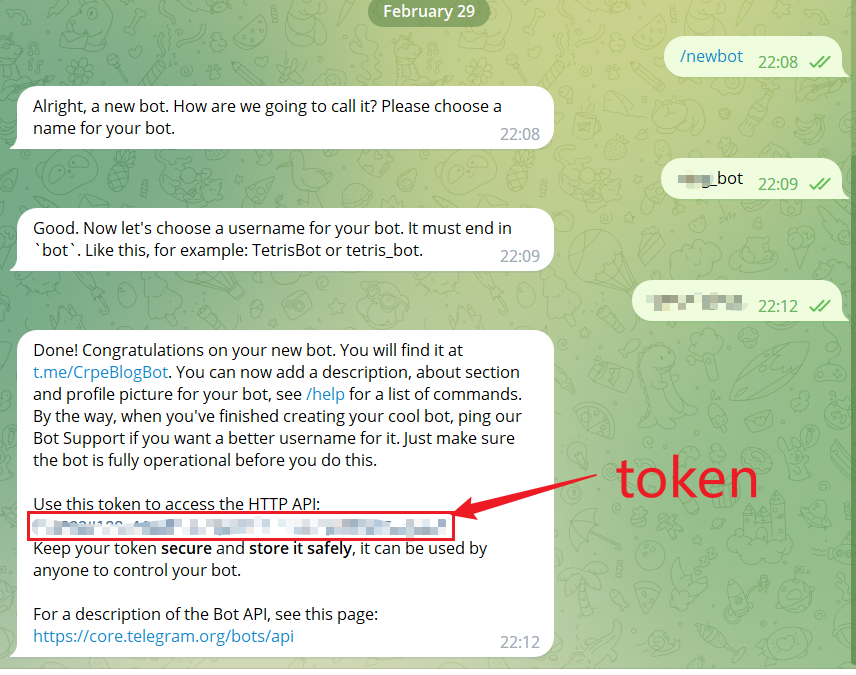 February 29
/newbot 22:08
Alright, a new bot. How are we going to call it? Please choose a
name for your bot.
22:08
_bot 22:09
Good. Now let's choose a username for your bot. It must end in
`bot`. Like this, for example: TetrisBot or tetris_bot.
22:09
22:12
Done! Congratulations on your new bot. You will find it at
t.me/CrpeBlogBot. You can now add a description, about section
and profile picture for your bot, see /help for a list of commands.
By the way, when you've finished creating your cool bot, ping our
Bot Support if you want a better username for it. Just make sure
the bot is fully operational before you do this.
token
Use this token to access the HTTP API:
Keep your token secure and store it safely, it can be used by
anyone to control your bot.
For a description of the Bot API, see this page:
https://core.telegram.org/bots/api
22:12